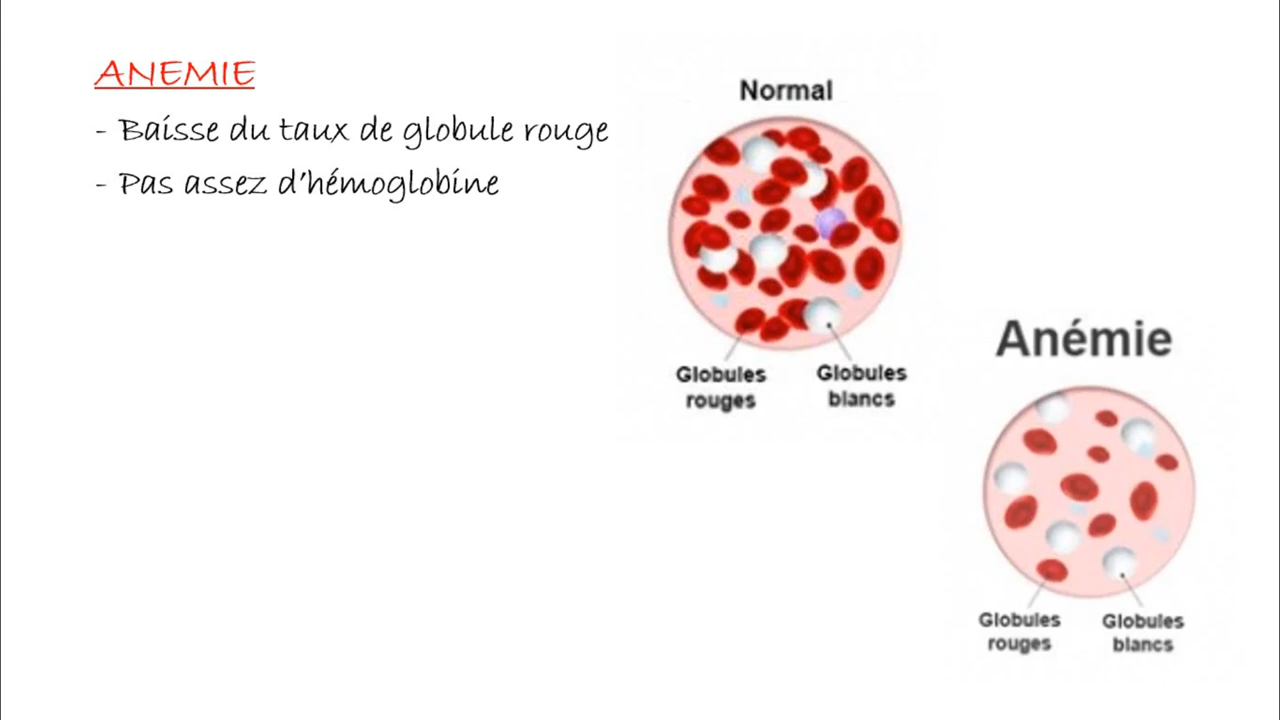 ANEMIE
- Baisse du taux de globule rouge
- Pas assez d'hémoglobine
Normal
Globules
rouges
Globules
blancs
Anémie
Globules
rouges
Globules
blancs